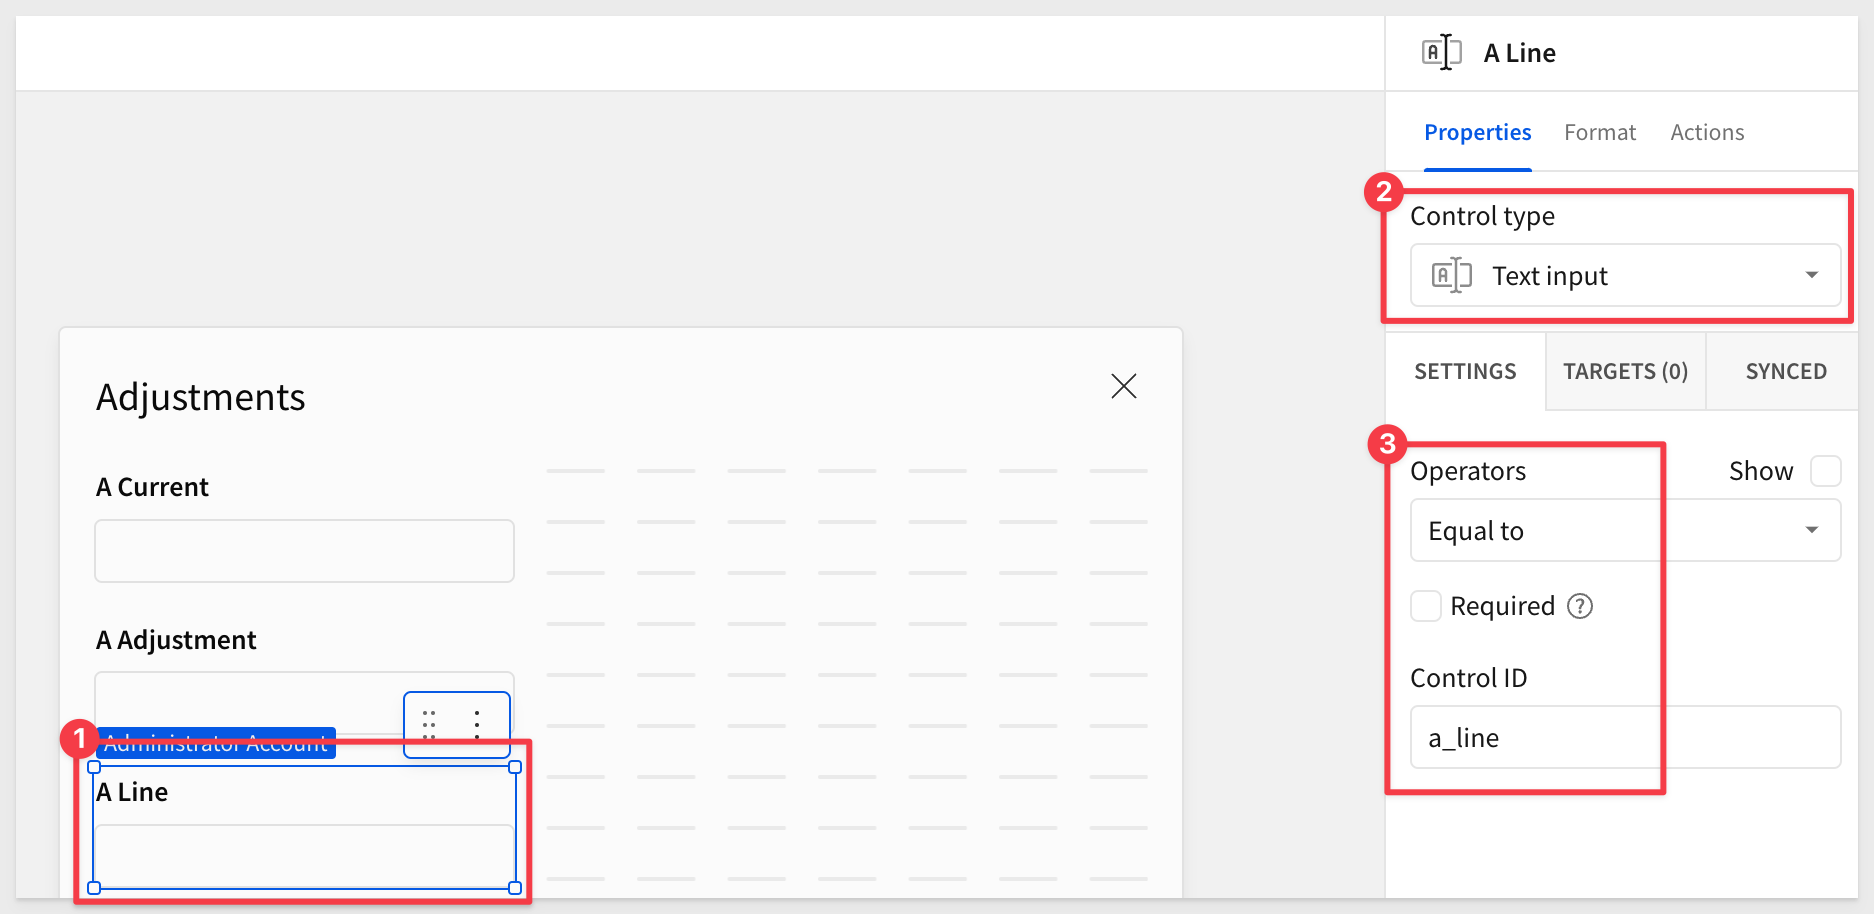 A Line
Properties Format Actions
2
Control type
Text input
SETTINGS TARGETS (0) SYNCED
3
Operators Show
Equal to
Required ?
Control ID
a_line
Adjustments
A Current
A Adjustment
1
Administrator Account
A Line